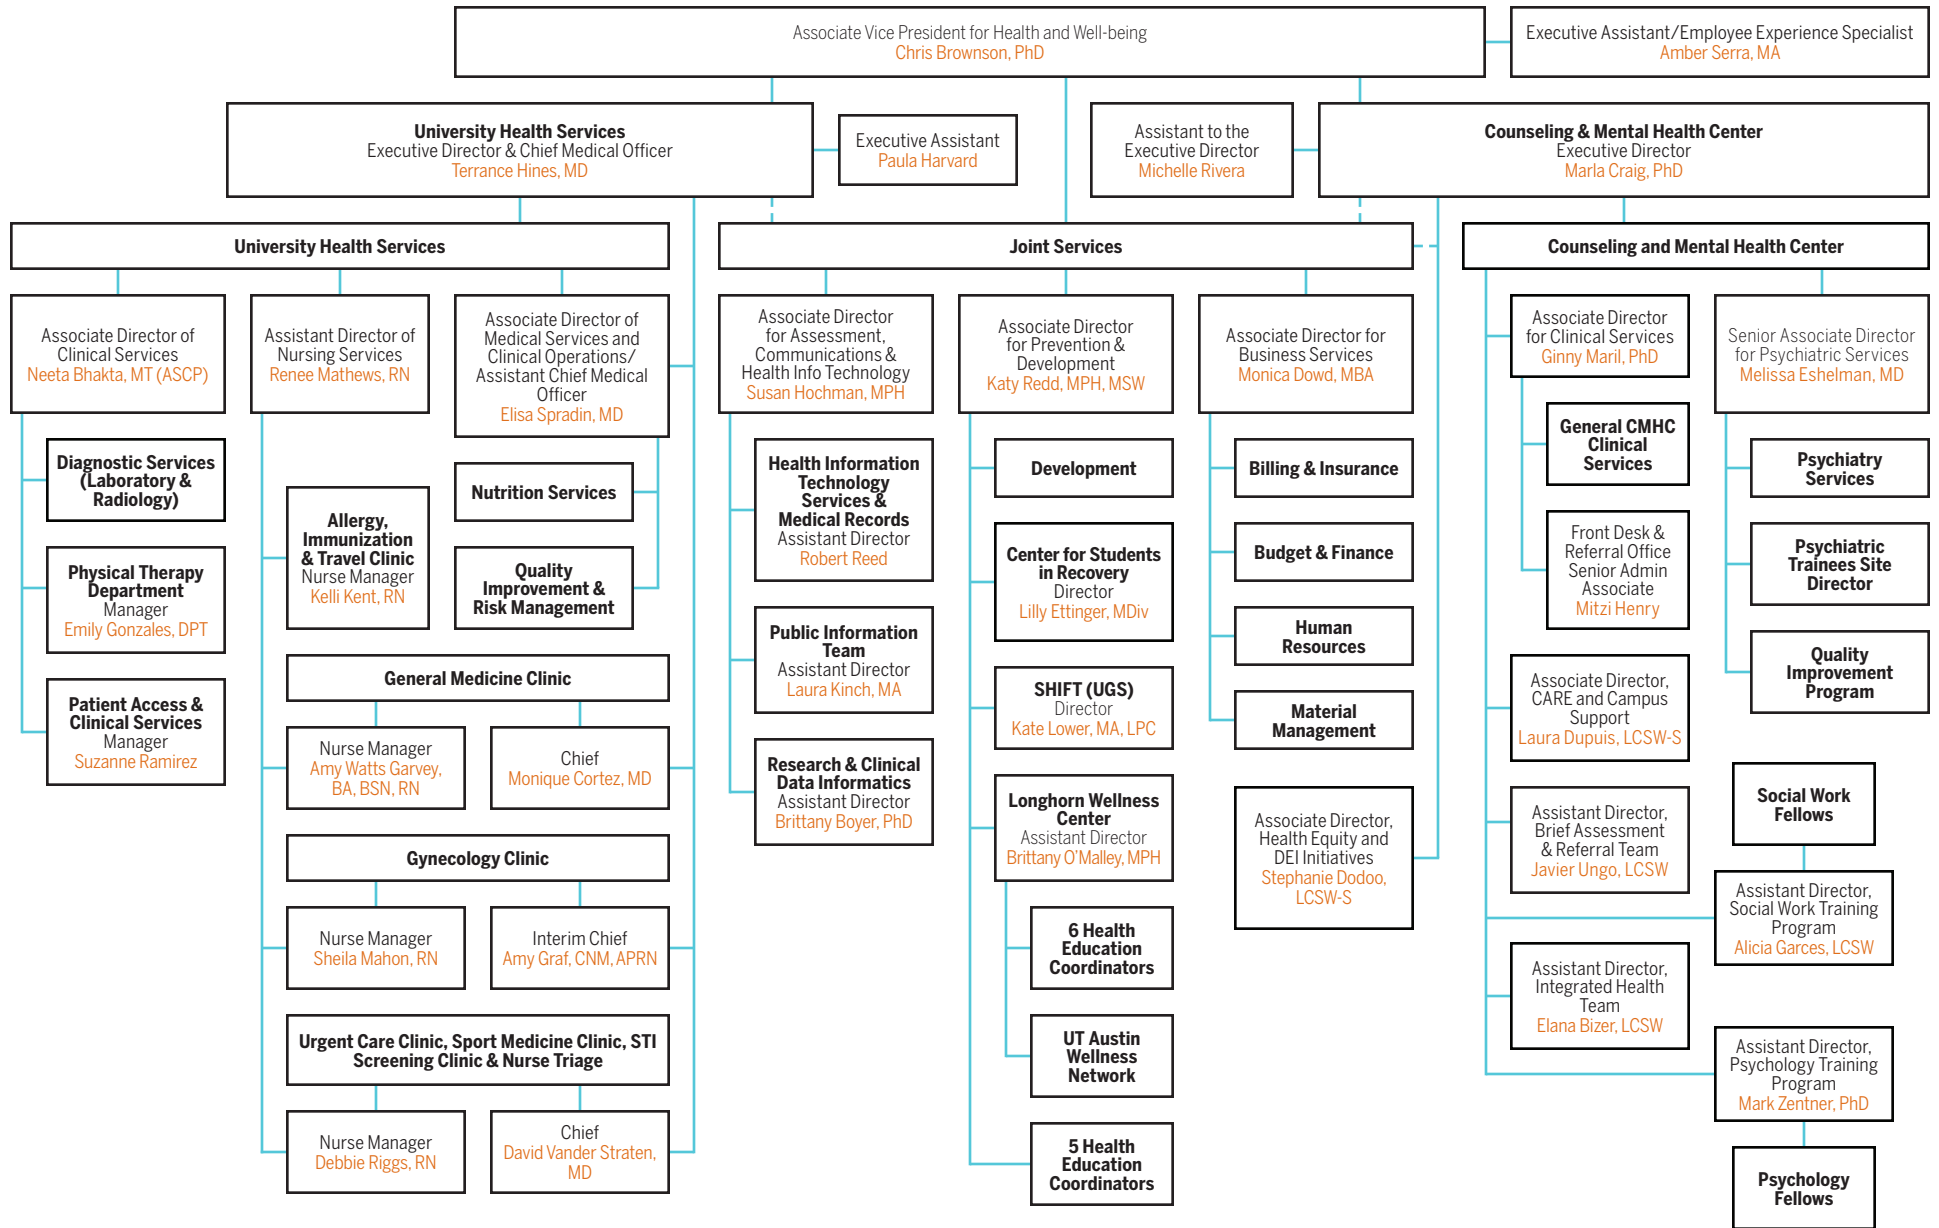 Associate Vice President for Health and Well-being
Chris Brownson, PhD
Executive Assistant/Employee Experience Specialist
Amber Serra, MA
University Health Services
Executive Director & Chief Medical Officer
Terrance Hines, MD
Executive Assistant
Paula Harvard
Assistant to the
Executive Director
Michelle Rivera
Counseling & Mental Health Center
Executive Director
Marla Craig, PhD
University Health Services
Joint Services
Counseling and Mental Health Center
Associate Director of
Clinical Services
Neeta Bhakta, MT (ASCP)
Assistant Director of
Nursing Services
Renee Mathews, RN
Associate Director of
Medical Services and
Clinical Operations/
Assistant Chief Medical
Officer
Elisa Spradin, MD
Associate Director
for Assessment,
Communications &
Health Info Technology
Susan Hochman, MPH
Associate Director
for Prevention &
Development
Katy Redd, MPH, MSW
Associate Director for
Business Services
Monica Dowd, MBA
Associate Director
for Clinical Services
Ginny Maril, PhD
Senior Associate Director
for Psychiatric Services
Melissa Eshelman, MD
Diagnostic Services
(Laboratory &
Radiology)
Physical Therapy
Department
Manager
Emily Gonzales, DPT
Patient Access &
Clinical Services
Manager
Suzanne Ramirez
Allergy,
Immunization
& Travel Clinic
Nurse Manager
Kelli Kent, RN
Nutrition Services
Quality
Improvement &
Risk Management
General Medicine Clinic
Nurse Manager
Amy Watts Garvey,
BA, BSN, RN
Chief
Monique Cortez, MD
Gynecology Clinic
Nurse Manager
Sheila Mahon, RN
Interim Chief
Amy Graf, CNM, APRN
Urgent Care Clinic, Sport Medicine Clinic, STI
Screening Clinic & Nurse Triage
Nurse Manager
Debbie Riggs, RN
Chief
David Vander Straten,
MD
Health Information
Technology
Services &
Medical Records
Assistant Director
Robert Reed
Public Information
Team
Assistant Director
Laura Kinch, MA
Research & Clinical
Data Informatics
Assistant Director
Brittany Boyer, PhD
Development
Center for Students
in Recovery
Director
Lilly Ettinger, MDiv
SHIFT (UGS)
Director
Kate Lower, MA, LPC
Longhorn Wellness
Center
Assistant Director
Brittany O'Malley, MPH
6 Health
Education
Coordinators
UT Austin
Wellness
Network
5 Health
Education
Coordinators
Billing & Insurance
Budget & Finance
Human
Resources
Material
Management
Associate Director,
Health Equity and
DEI Initiatives
Stephanie Dodoo,
LCSW-S
General CMHC
Clinical
Services
Front Desk &
Referral Office
Senior Admin
Associate
Mitzi Henry
Associate Director,
CARE and Campus
Support
Laura Dupuis, LCSW-S
Assistant Director,
Brief Assessment
& Referral Team
Javier Ungo, LCSW
Assistant Director,
Integrated Health
Team
Elana Bizer, LCSW
Psychiatry
Services
Psychiatric
Trainees Site
Director
Quality
Improvement
Program
Social Work
Fellows
Assistant Director,
Social Work Training
Program
Alicia Garces, LCSW
Assistant Director,
Psychology Training
Program
Mark Zentner, PhD
Psychology
Fellows